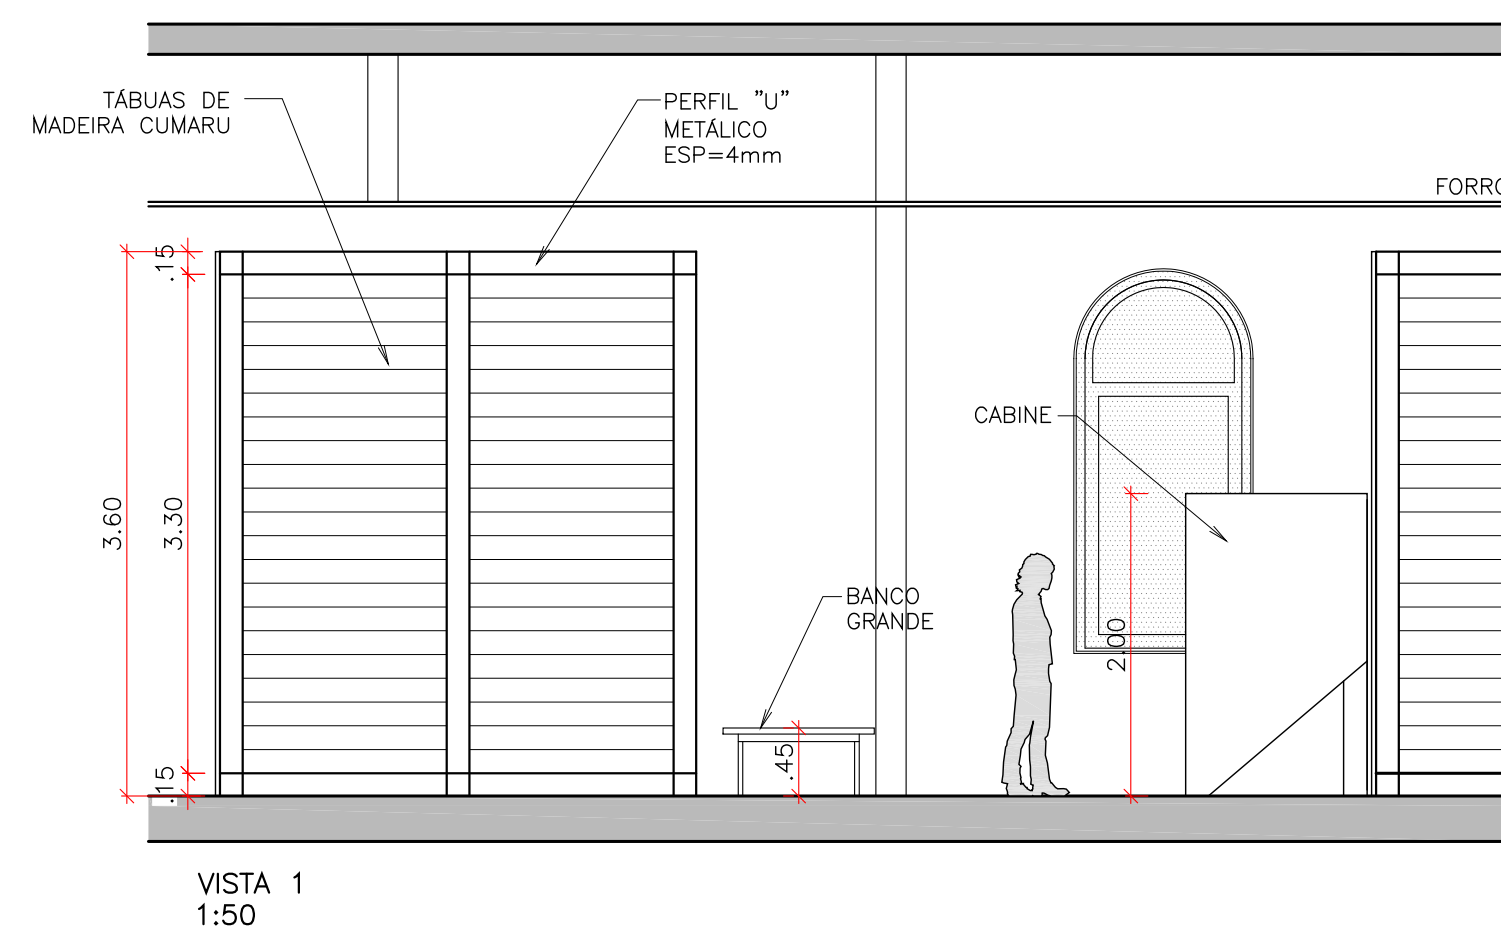 TÁBUAS DE
MADEIRA CUMARU
PERFIL "U"
METÁLICO
ESP=4mm
FORRO
.15
3.60
3.30
CABINE
BANCO
GRANDE
2.00
.45
.15
VISTA 1
1:50